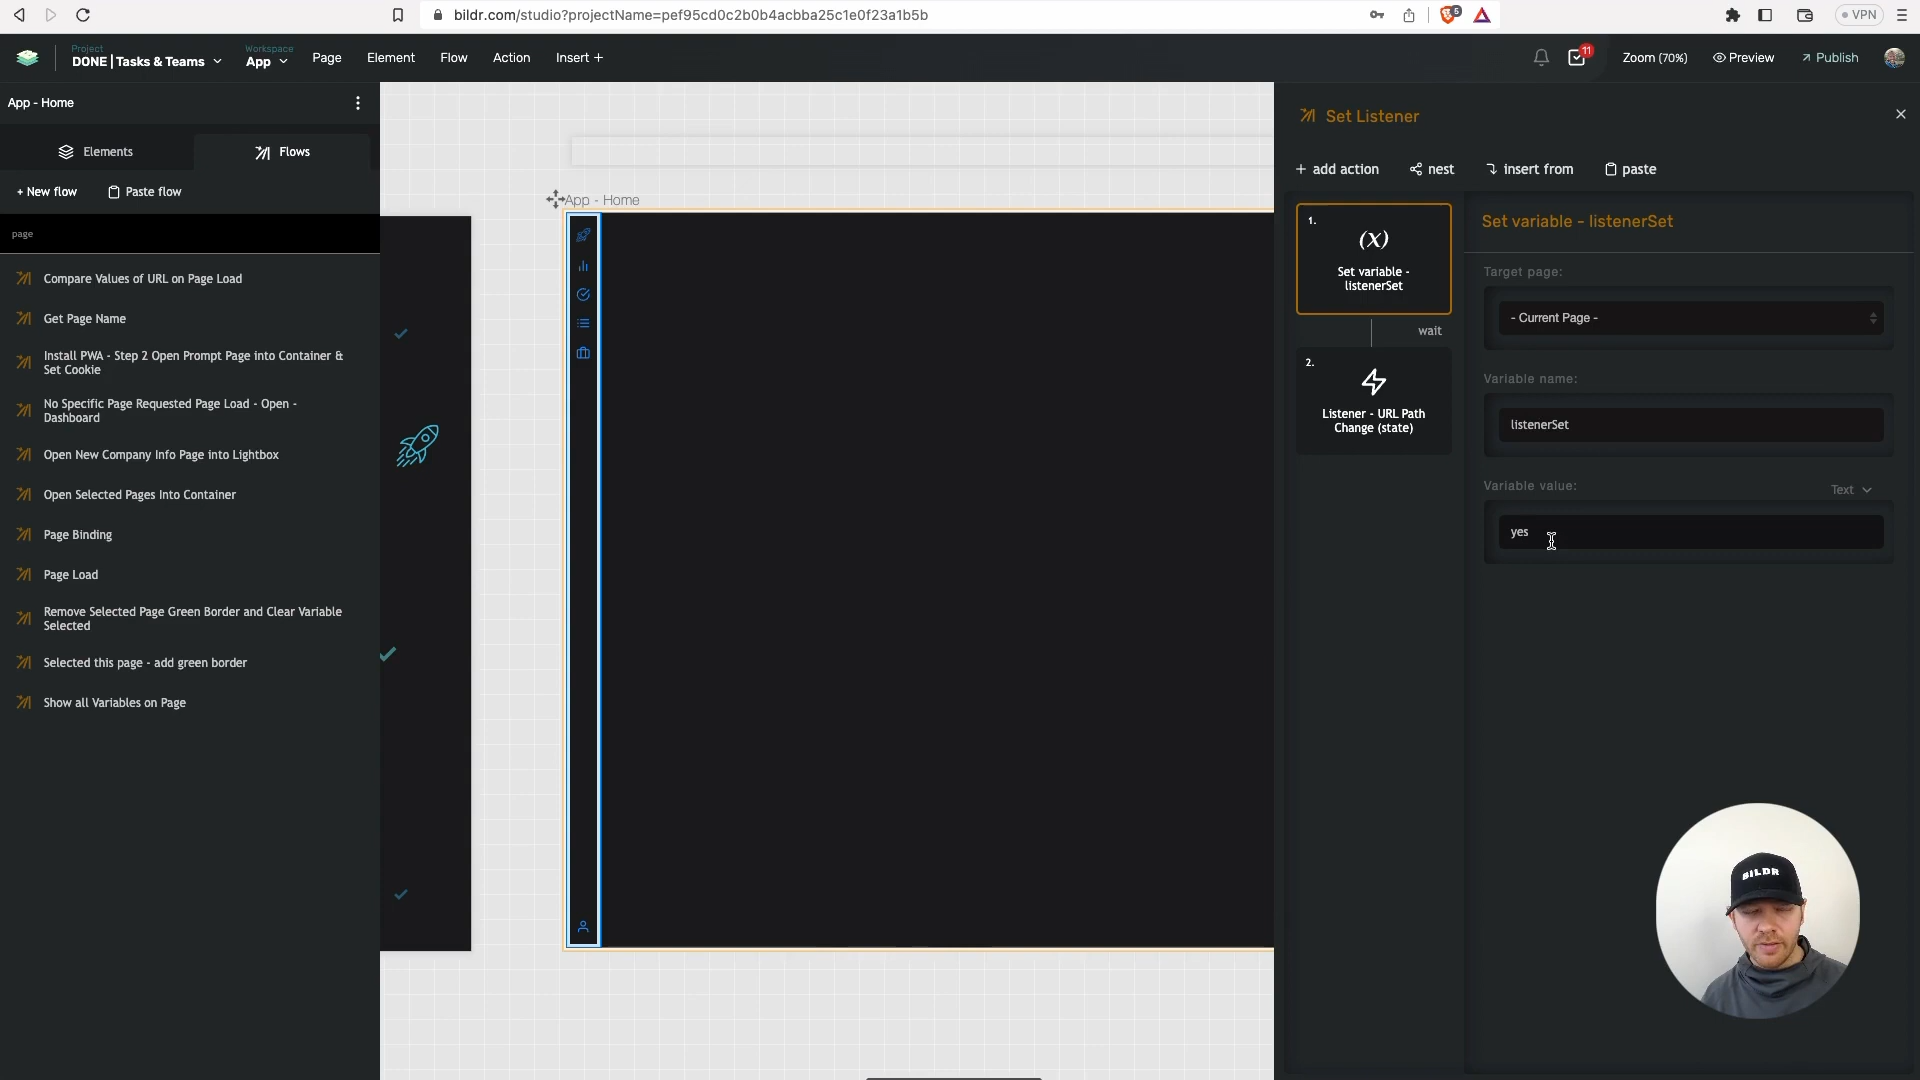 bildr.com/studio?projectName=pef95cd0c2b0b4acbba25c1e0f23a1b5b
5
VPN
Project
DONE | Tasks & Teams
Workspace
App
Page
Element
Flow
Action
Insert +
11
Zoom (70%)
Preview
Publish
App - Home
Elements
Flows
+ New flow
Paste flow
page
Compare Values of URL on Page Load
Get Page Name
Install PWA - Step 2 Open Prompt Page into Container &
Set Cookie
No Specific Page Requested Page Load - Open -
Dashboard
Open New Company Info Page into Lightbox
Open Selected Pages Into Container
Page Binding
Page Load
Remove Selected Page Green Border and Clear Variable
Selected
Selected this page - add green border
Show all Variables on Page
App - Home
Set Listener
+ add action
nest
insert from
paste
1.
(x)
Set variable -
listenerSet
wait
2.
Listener - URL Path
Change (state)
Set variable - listenerSet
Target page:
- Current Page -
Variable name:
listenerSet
Variable value:
Text
yes
BILDR